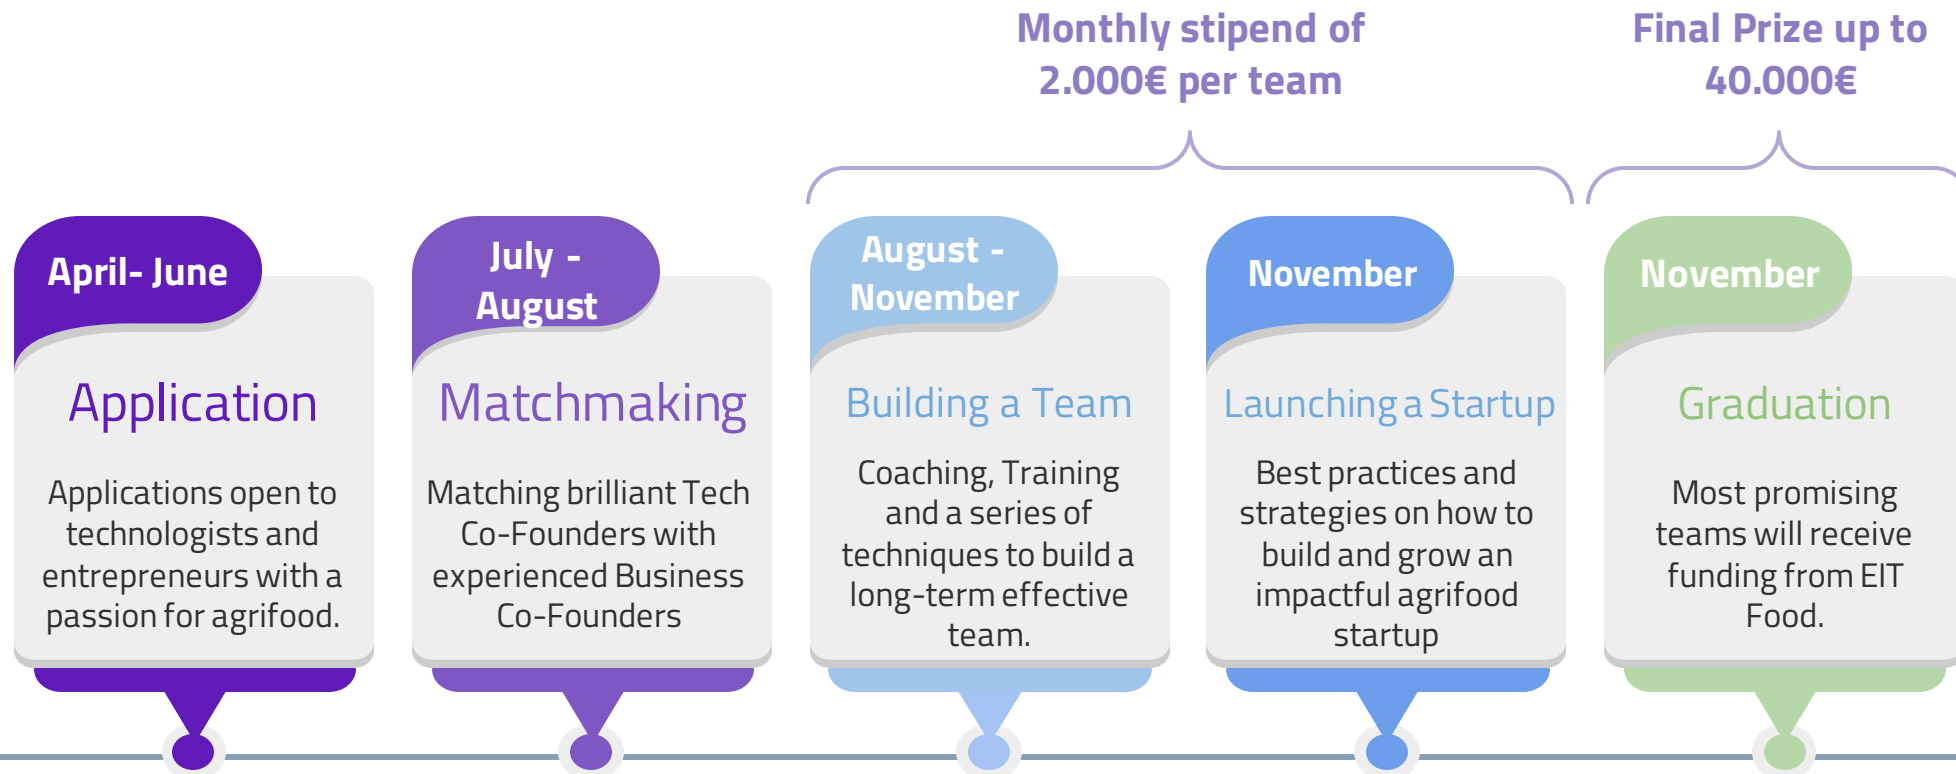 Monthly stipend of
2.000€ per team
Final Prize up to
40.000€
April- June
Application
Applications open to
technologists and
entrepreneurs with a
passion for agrifood.
July -
August
Matchmaking
Matching brilliant Tech
Co-Founders with
experienced Business
Co-Founders
August -
November
Building a Team
Coaching, Training
and a series of
techniques to build a
long-term effective
team.
November
Launching a Startup
Best practices and
strategies on how to
build and grow an
impactful agrifood
startup
November
Graduation
Most promising
teams will receive
funding from EIT
Food.